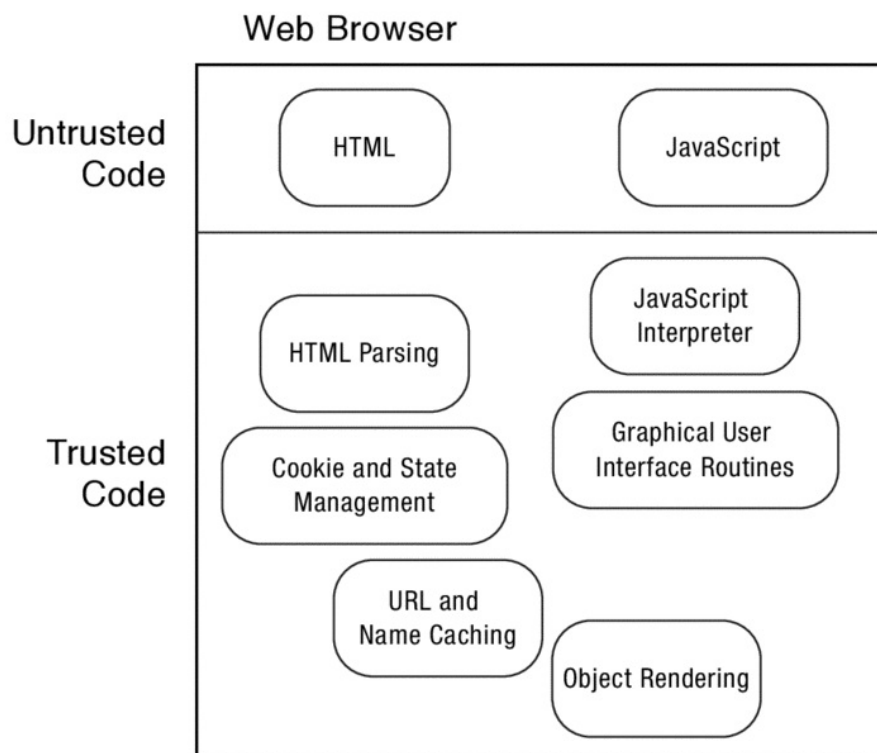 Web Browser
Untrusted
Code
HTML
JavaScript
JavaScript
Interpreter
HTML Parsing
Trusted
Code
Cookie and State
Management
Graphical User
Interface Routines
URL and
Name Caching
Object Rendering